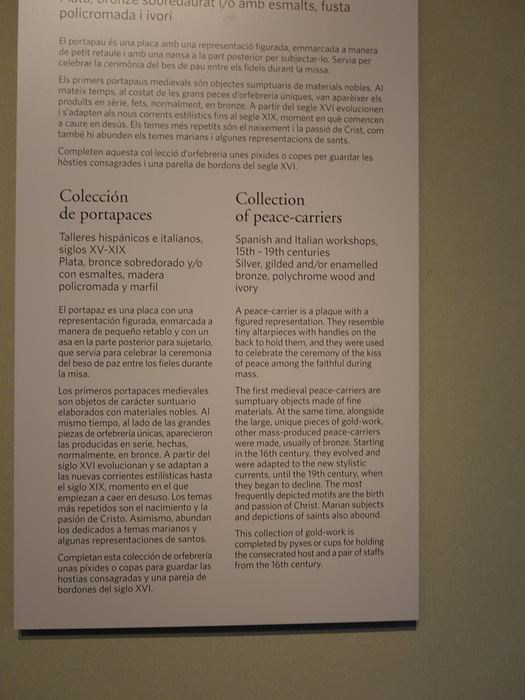 Plata, bronze sobredaurat i/o amb esmalts, fusta
policromada i ivori
El portapau és una placa amb una representació figurada, emmarcada a manera
de petit retaule i amb una nansa a la part posterior per subjectar-lo. Servia per
celebrar la cerimònia del bes de pau entre els fidels durant la missa.
Els primers portapaus medievals són objectes sumptuaris de materials nobles. Al
mateix temps, al costat de les grans peces d'orfebreria úniques, van aparèixer els
produïts en sèrie, fets, normalment, en bronze. A partir del segle XVI evolucionen
i s'adapten als nous corrents estilístics fins al segle XIX, moment en què comencen
a caure en desús. Els temes més repetits són el naixement i la passió de Crist, com
també hi abunden els temes marians i algunes representacions de sants.
Completen aquesta col·lecció d'orfebreria unes píxides o copes per guardar les
hòsties consagrades i una parella de bordons del segle XVI.
Colección
de portapaces
Talleres hispánicos e italianos,
siglos XV-XIX
Plata, bronce sobredorado y/o
con esmaltes, madera
policromada y marfil
El portapaz es una placa con una
representación figurada, enmarcada a
manera de pequeño retablo y con un
asa en la parte posterior para sujetarlo,
que servía para celebrar la ceremonia
del beso de paz entre los fieles durante
la misa.
Los primeros portapaces medievales
son objetos de carácter suntuario
elaborados con materiales nobles. Al
mismo tiempo, al lado de las grandes
piezas de orfebrería únicas, aparecieron
las producidas en serie, hechas,
normalmente, en bronce. A partir del
siglo XVI evolucionan y se adaptan a
las nuevas corrientes estilísticas hasta
el siglo XIX, momento en el que
empiezan a caer en desuso. Los temas
más repetidos son el nacimiento y la
pasión de Cristo. Asimismo, abundan
los dedicados a temas marianos y
algunas representaciones de santos.
Completan esta colección de orfebrería
unas píxides o copas para guardar las
hostias consagradas y una pareja de
bordones del siglo XVI.
Collection
of peace-carriers
Spanish and Italian workshops,
15th - 19th centuries
Silver, gilded and/or enamelled
bronze, polychrome wood and
ivory
A peace-carrier is a plaque with a
figured representation. They resemble
tiny altarpieces with handles on the
back to hold them, and they were used
to celebrate the ceremony of the kiss
of peace among the faithful during
mass.
The first medieval peace-carriers are
sumptuary objects made of fine
materials. At the same time, alongside
the large, unique pieces of gold-work,
other mass-produced peace-carriers
were made, usually of bronze. Starting
in the 16th century, they evolved and
were adapted to the new stylistic
currents, until the 19th century, when
they began to decline. The most
frequently depicted motifs are the birth
and passion of Christ. Marian subjects
and depictions of saints also abound.
This collection of gold-work is
completed by pyxes or cups for holding
the consecrated host and a pair of staffs
from the 16th century.